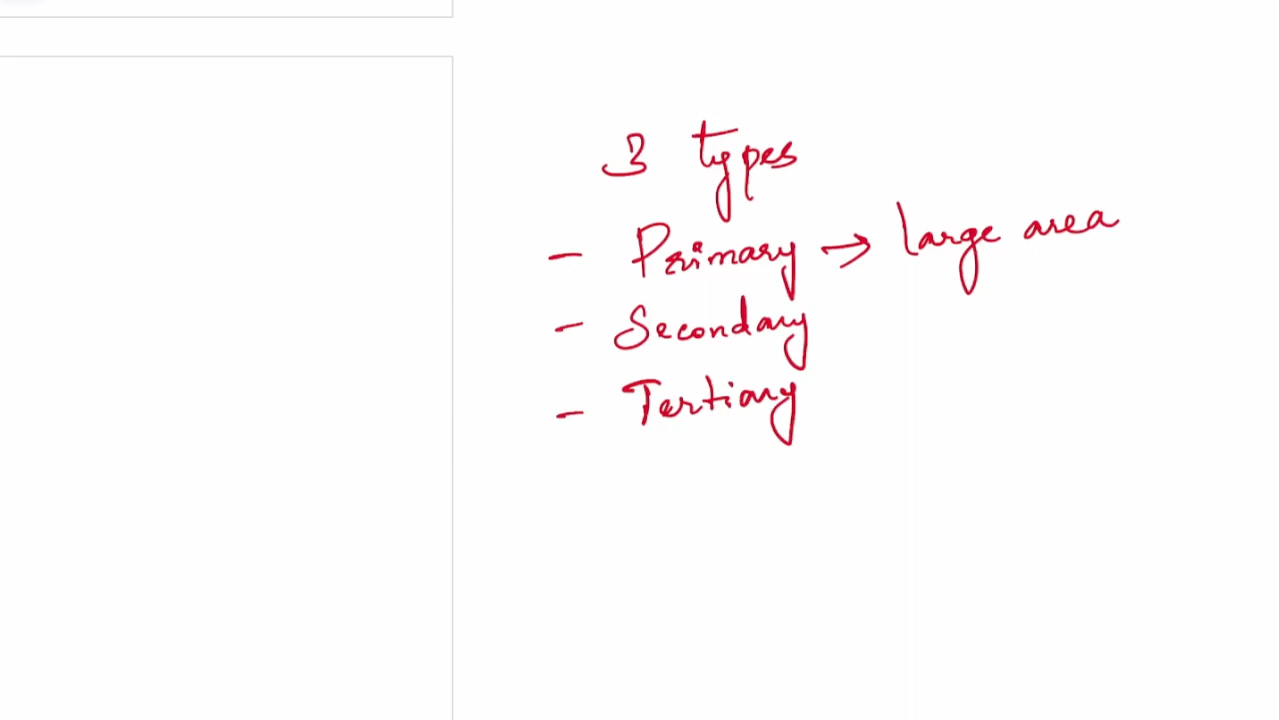 3 types
- Primary → large area
- Secondary
- Tertiary